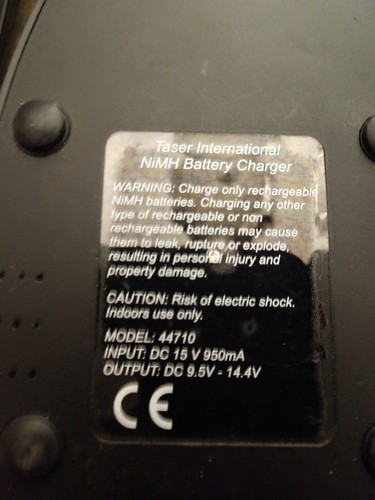 Taser International
NiMH Battery Charger
WARNING: Charge only rechargeable
NiMH batteries. Charging any other
type of rechargeable or non
rechargeable batteries may cause
them to leak, rupture or explode,
resulting in personal injury and
property damage.
CAUTION: Risk of electric shock.
Indoors use only.
MODEL: 44710
INPUT: DC 15 V 950mA
OUTPUT: DC 9.5V - 14.4V
CE